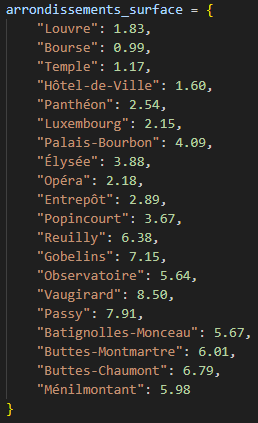 arrondissements_surface = {
    "Louvre": 1.83,
    "Bourse": 0.99,
    "Temple": 1.17,
    "Hôtel-de-Ville": 1.60,
    "Panthéon": 2.54,
    "Luxembourg": 2.15,
    "Palais-Bourbon": 4.09,
    "Élysée": 3.88,
    "Opéra": 2.18,
    "Entrepôt": 2.89,
    "Popincourt": 3.67,
    "Reuilly": 6.38,
    "Gobelins": 7.15,
    "Observatoire": 5.64,
    "Vaugirard": 8.50,
    "Passy": 7.91,
    "Batignolles-Monceau": 5.67,
    "Buttes-Montmartre": 6.01,
    "Buttes-Chaumont": 6.79,
    "Ménilmontant": 5.98
}